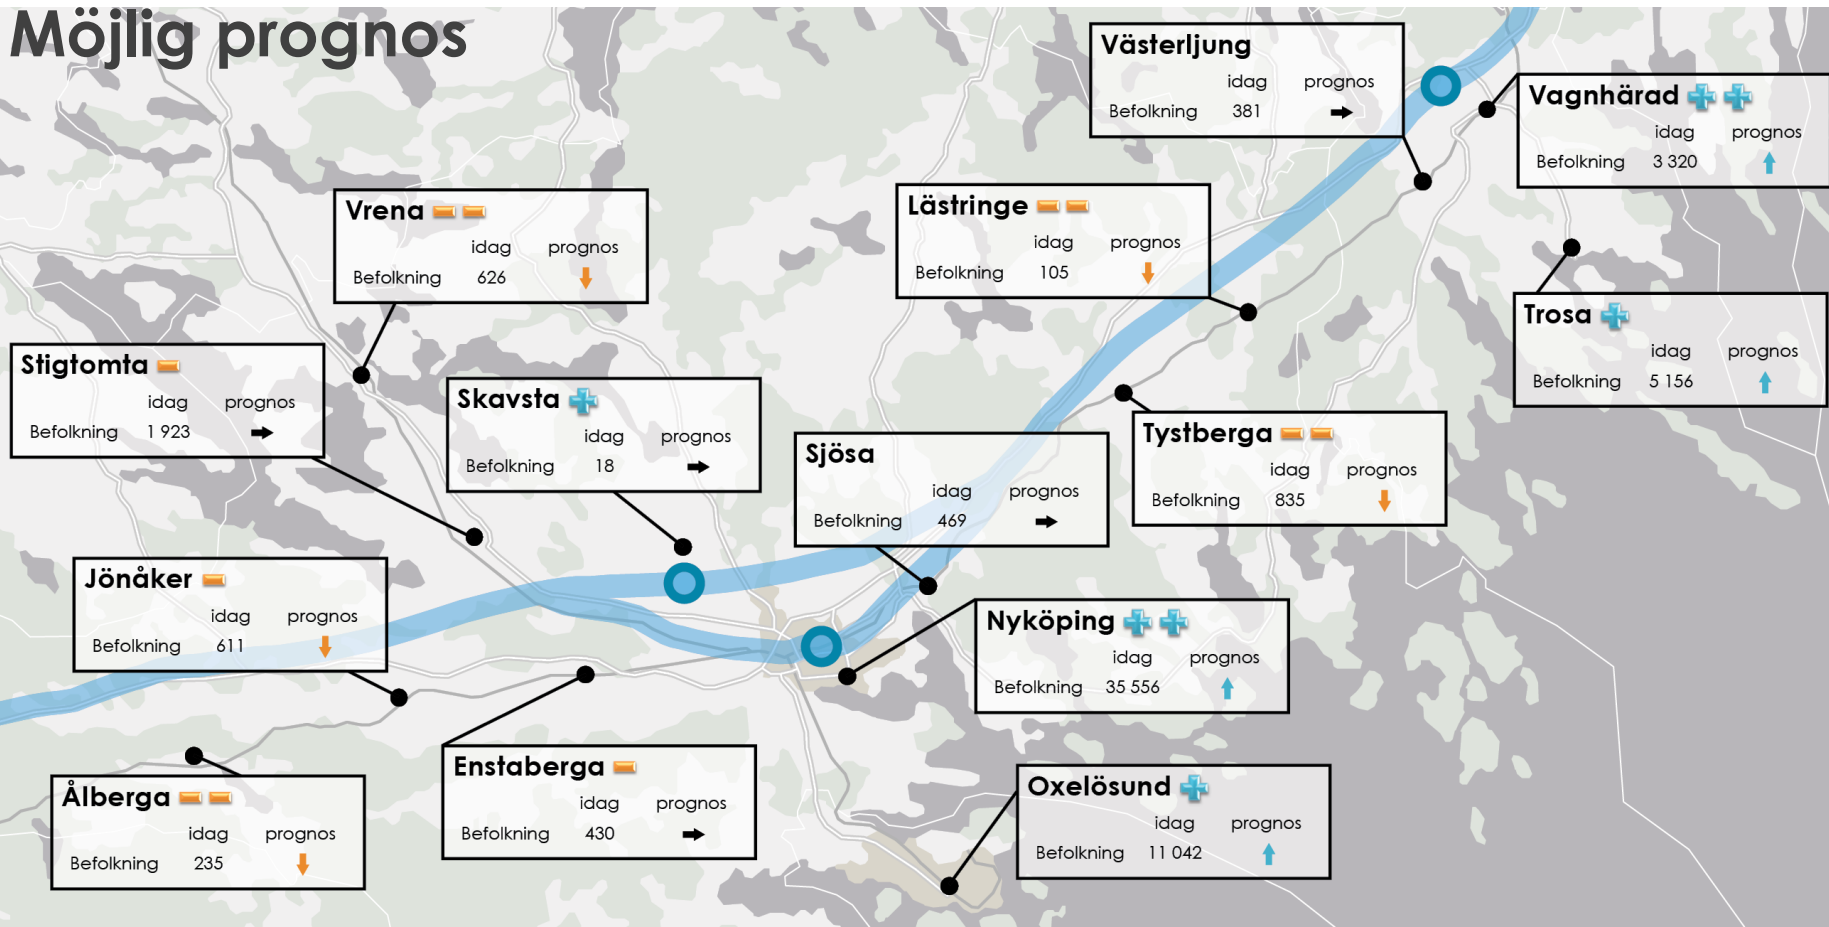 Möjlig prognos
Västerljung
idag prognos
Befolkning 381
Vagnhärad
idag prognos
Befolkning 3 320
Vrena
idag prognos
Befolkning 626
Lästringe
idag prognos
Befolkning 105
Trosa
idag prognos
Befolkning 5 156
Stigtomta
idag prognos
Befolkning 1 923
Skavsta
idag prognos
Befolkning 18
Sjösa
idag prognos
Befolkning 469
Tystberga
idag prognos
Befolkning 835
Jönåker
idag prognos
Befolkning 611
Nyköping
idag prognos
Befolkning 35 556
Ålberga
idag prognos
Befolkning 235
Enstaberga
idag prognos
Befolkning 430
Oxelösund
idag prognos
Befolkning 11 042